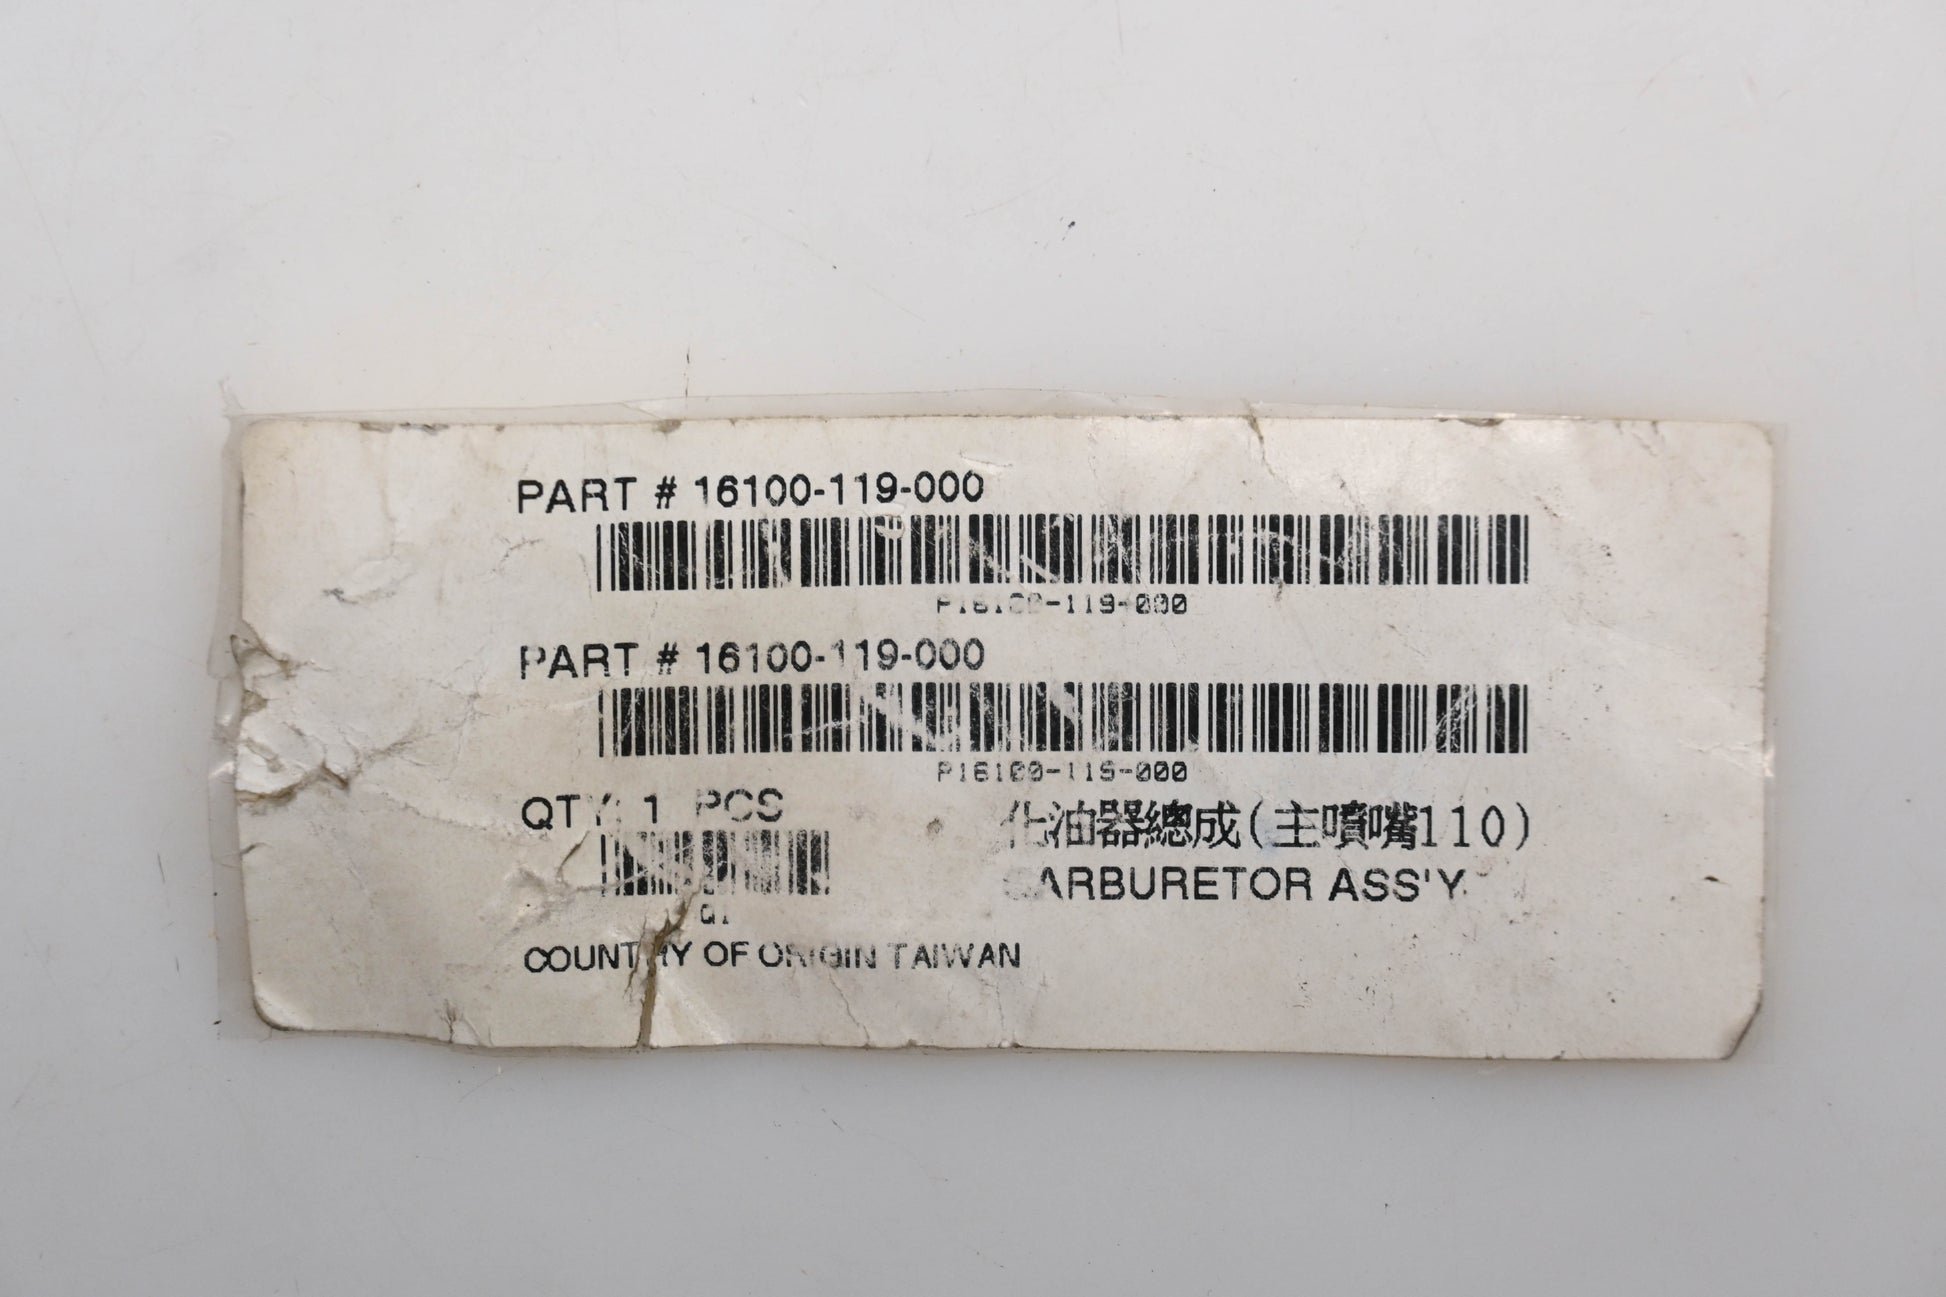 PART # 16100-119-000
P16100-119-000
PART # 16100-119-000
P16100-119-000
QTY: 1 PCS
Q1
化油器總成(主噴嘴110)
CARBURETOR ASS'Y.
COUNTRY OF ORIGIN TAIWAN